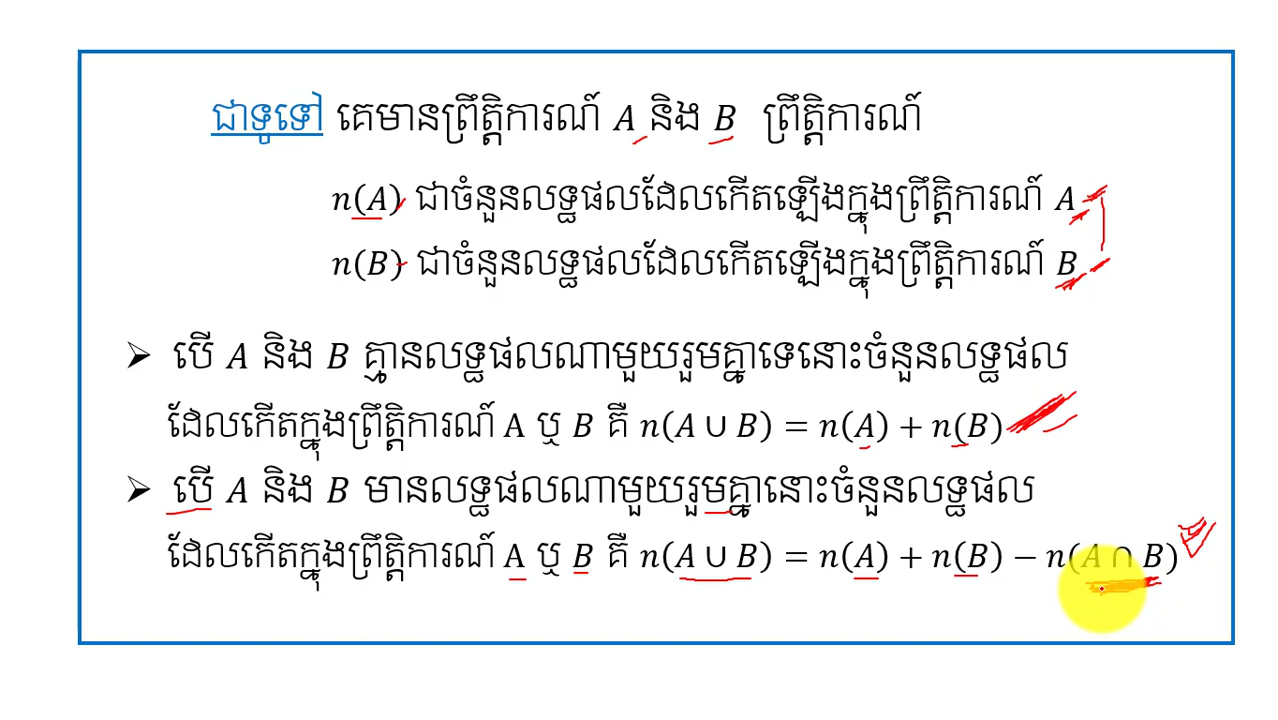 ជាទូទៅ គេមានព្រឹត្តិការណ៍ A និង B ព្រឹត្តិការណ៍
n(A) ជាចំនួនលទ្ធផលដែលកើតឡើងក្នុងព្រឹត្តិការណ៍ A
n(B) ជាចំនួនលទ្ធផលដែលកើតឡើងក្នុងព្រឹត្តិការណ៍ B
➢ បើ A និង B គ្មានលទ្ធផលណាមួយរួមគ្នាទេនោះចំនួនលទ្ធផល
ដែលកើតក្នុងព្រឹត្តិការណ៍ A ឬ B គឺ n(A ∪ B) = n(A) + n(B)
➢ បើ A និង B មានលទ្ធផលណាមួយរួមគ្នានោះចំនួនលទ្ធផល
ដែលកើតក្នុងព្រឹត្តិការណ៍ A ឬ B គឺ n(A ∪ B) = n(A) + n(B) − n(A ∩ B)